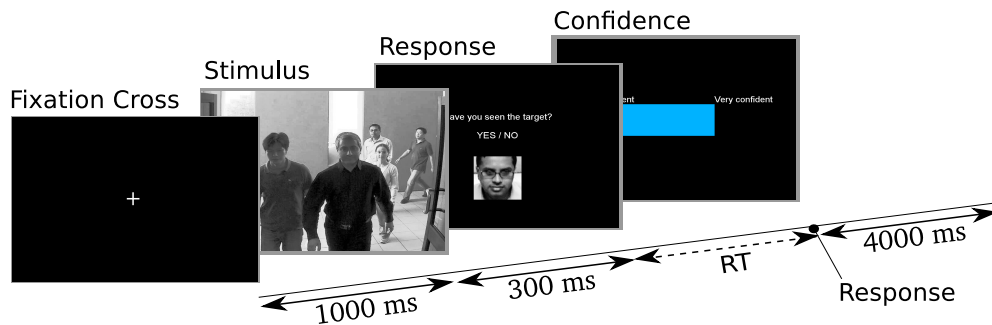 Fixation Cross
Stimulus
Response
ave you seen the target?
YES / NO
Confidence
ent
Very confident
1000 ms
300 ms
RT
4000 ms
Response